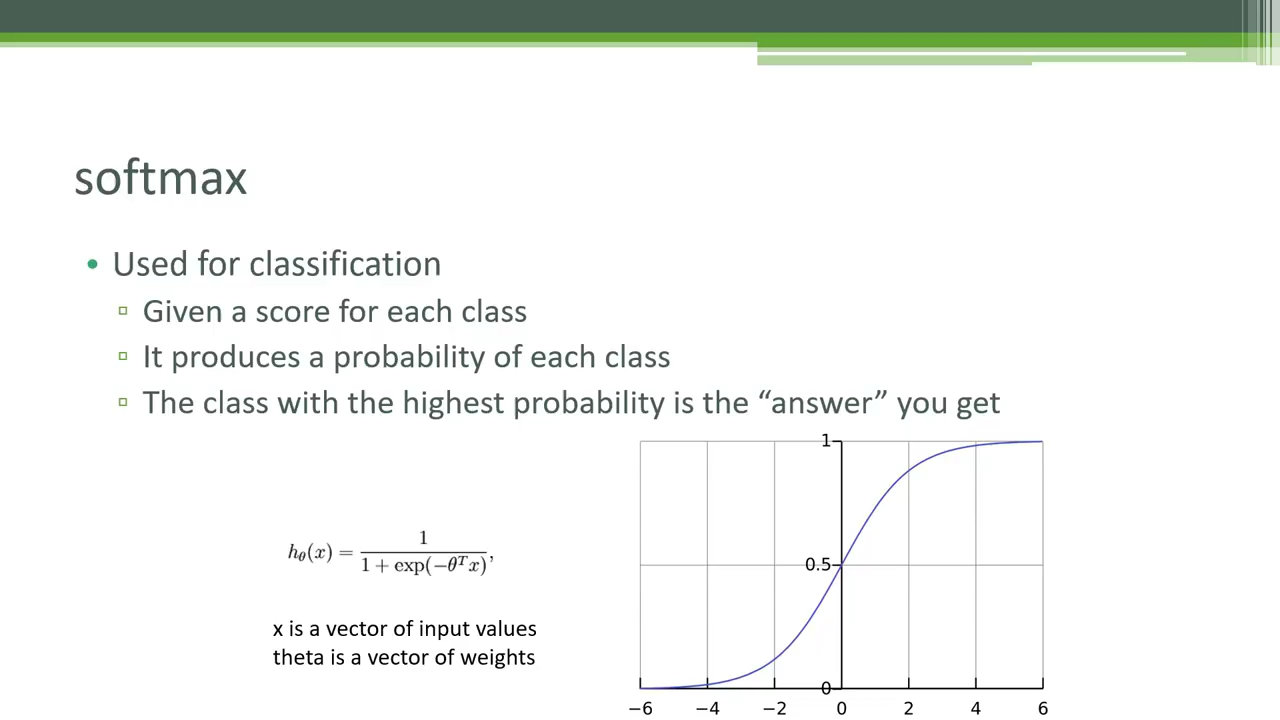 softmax
• Used for classification
▫ Given a score for each class
▫ It produces a probability of each class
▫ The class with the highest probability is the “answer” you get
hθ(x) = 1 / (1 + exp(−θᵀx)),
x is a vector of input values
theta is a vector of weights
1
0.5
0
−6 −4 −2 0 2 4 6